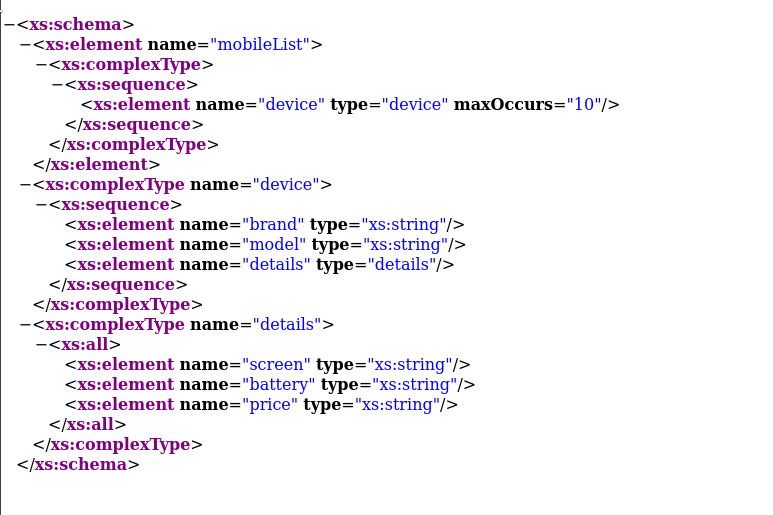 −<xs:schema>
−<xs:element name="mobileList">
−<xs:complexType>
−<xs:sequence>
<xs:element name="device" type="device" maxOccurs="10"/>
</xs:sequence>
</xs:complexType>
</xs:element>
−<xs:complexType name="device">
−<xs:sequence>
<xs:element name="brand" type="xs:string"/>
<xs:element name="model" type="xs:string"/>
<xs:element name="details" type="details"/>
</xs:sequence>
</xs:complexType>
−<xs:complexType name="details">
−<xs:all>
<xs:element name="screen" type="xs:string"/>
<xs:element name="battery" type="xs:string"/>
<xs:element name="price" type="xs:string"/>
</xs:all>
</xs:complexType>
</xs:schema>